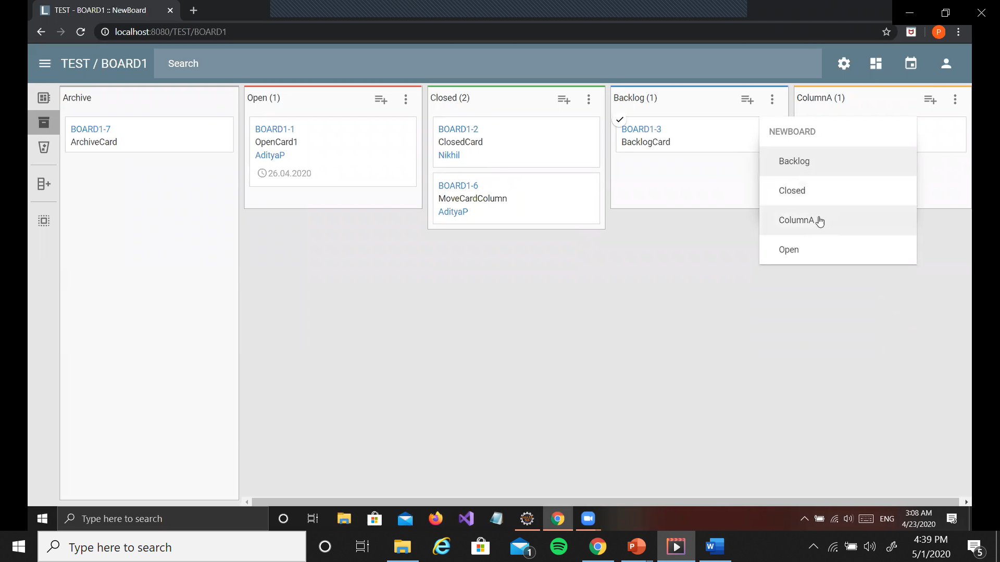 TEST - BOARD1 :: NewBoard
localhost:8080/TEST/BOARD1
P
TEST / BOARD1
Search
Archive
BOARD1-7
ArchiveCard
Open (1)
BOARD1-1
OpenCard1
AdityaP
26.04.2020
Closed (2)
BOARD1-2
ClosedCard
Nikhil
BOARD1-6
MoveCardColumn
AdityaP
Backlog (1)
BOARD1-3
BacklogCard
ColumnA (1)
NEWBOARD
Backlog
Closed
ColumnA
Open
Type here to search
ENG
3:08 AM
4/23/2020
Type here to search
1
4:39 PM
5/1/2020
5